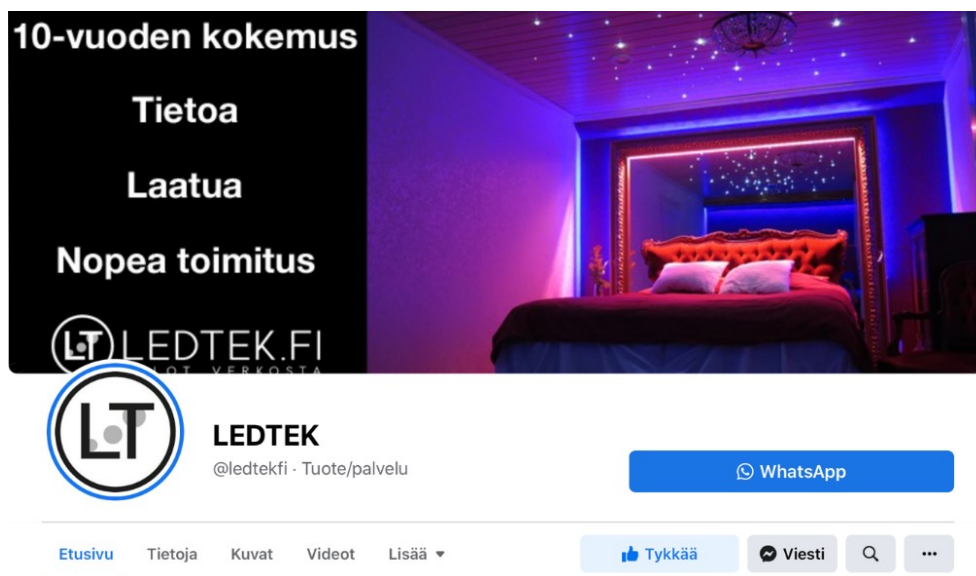 10-vuoden kokemus
Tietoa
Laatua
Nopea toimitus
LT LEDTEK.FI
VERKOSTA
LT
LEDTEK
@ledtekfi · Tuote/palvelu
WhatsApp
Etusivu Tietoja Kuvat Videot Lisää
Tykkää Viesti